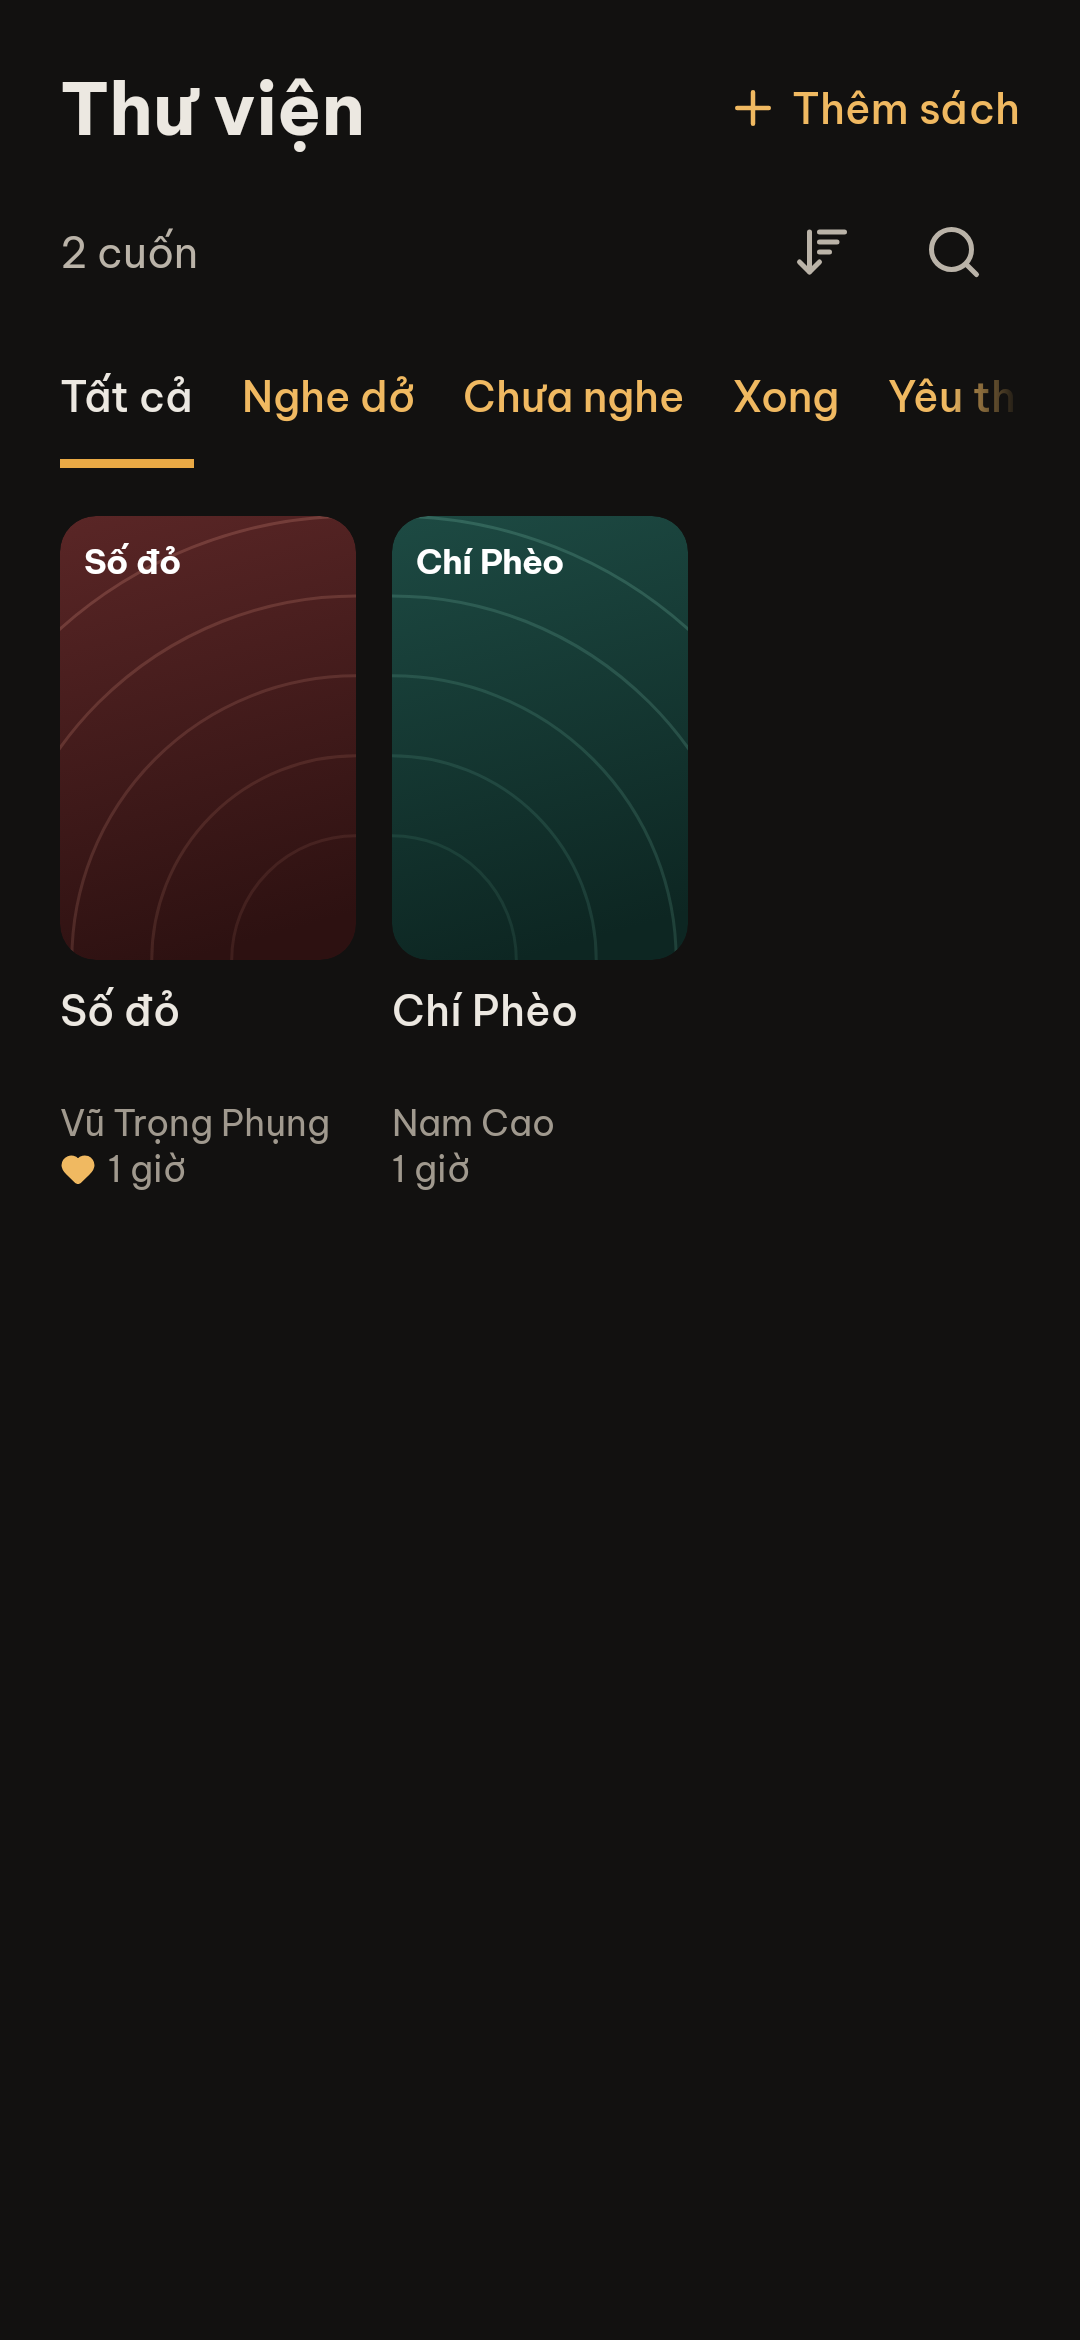 Thư viện
Thêm sách
2 cuốn
Tất cả Nghe dở Chưa nghe Xong Yêu th
Số đỏ
Chí Phèo
Số đỏ
Chí Phèo
Vũ Trọng Phụng
Nam Cao
1 giờ
1 giờ